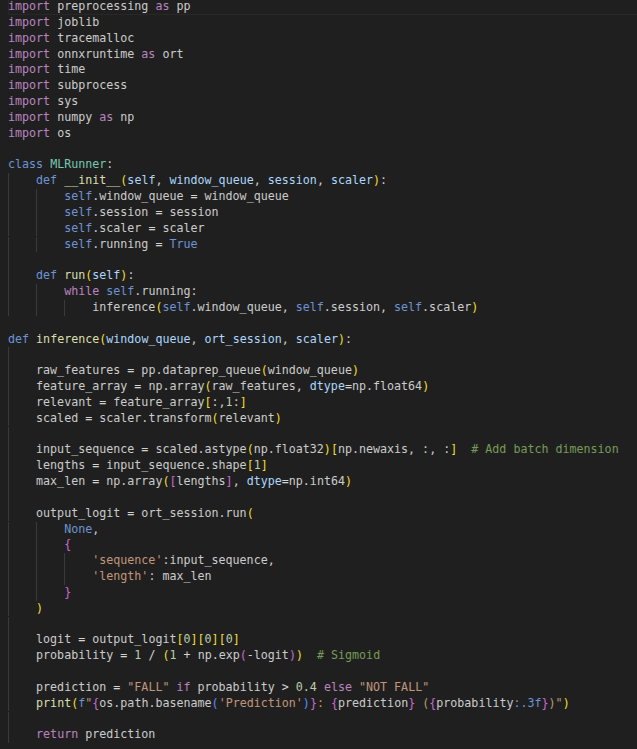 import preprocessing as pp
import joblib
import tracemalloc
import onnxruntime as ort
import time
import subprocess
import sys
import numpy as np
import os

class MLRunner:
    def __init__(self, window_queue, session, scaler):
        self.window_queue = window_queue
        self.session = session
        self.scaler = scaler
        self.running = True

    def run(self):
        while self.running:
            inference(self.window_queue, self.session, self.scaler)

def inference(window_queue, ort_session, scaler):

    raw_features = pp.dataprep_queue(window_queue)
    feature_array = np.array(raw_features, dtype=np.float64)
    relevant = feature_array[:,1:]
    scaled = scaler.transform(relevant)

    input_sequence = scaled.astype(np.float32)[np.newaxis, :, :]  # Add batch dimension
    lengths = input_sequence.shape[1]
    max_len = np.array([lengths], dtype=np.int64)

    output_logit = ort_session.run(
        None,
        {
            'sequence':input_sequence,
            'length': max_len
        }
    )

    logit = output_logit[0][0][0]
    probability = 1 / (1 + np.exp(-logit))  # Sigmoid

    prediction = "FALL" if probability > 0.4 else "NOT FALL"
    print(f"{os.path.basename('Prediction')}: {prediction} ({probability:.3f})")

    return prediction